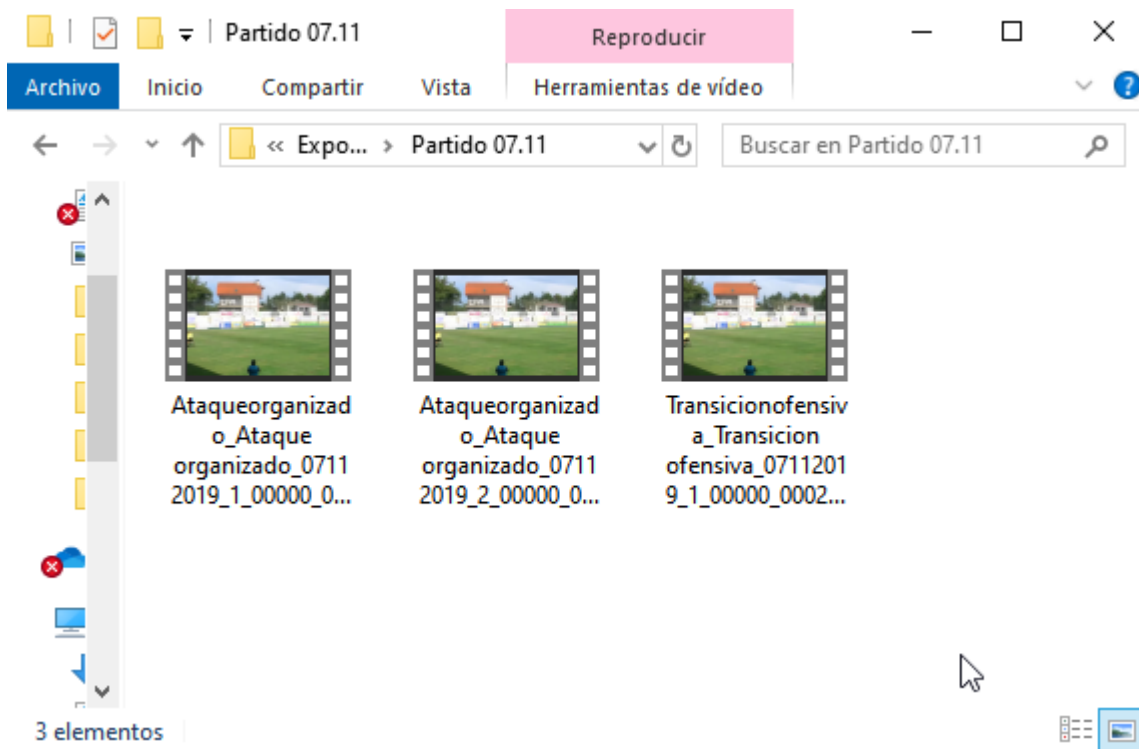 Partido 07.11
Reproducir
Archivo
Inicio
Compartir
Vista
Herramientas de vídeo
« Expo... › Partido 07.11
Buscar en Partido 07.11
Ataqueorganizad
o_Ataque
organizado_0711
2019_1_00000_0...
Ataqueorganizad
o_Ataque
organizado_0711
2019_2_00000_0...
Transicionofensiv
a_Transicion
ofensiva_0711201
9_1_00000_0002...
3 elementos